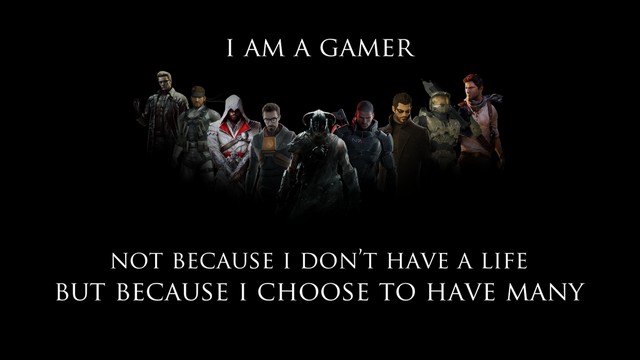 I AM A GAMER
NOT BECAUSE I DON'T HAVE A LIFE
BUT BECAUSE I CHOOSE TO HAVE MANY